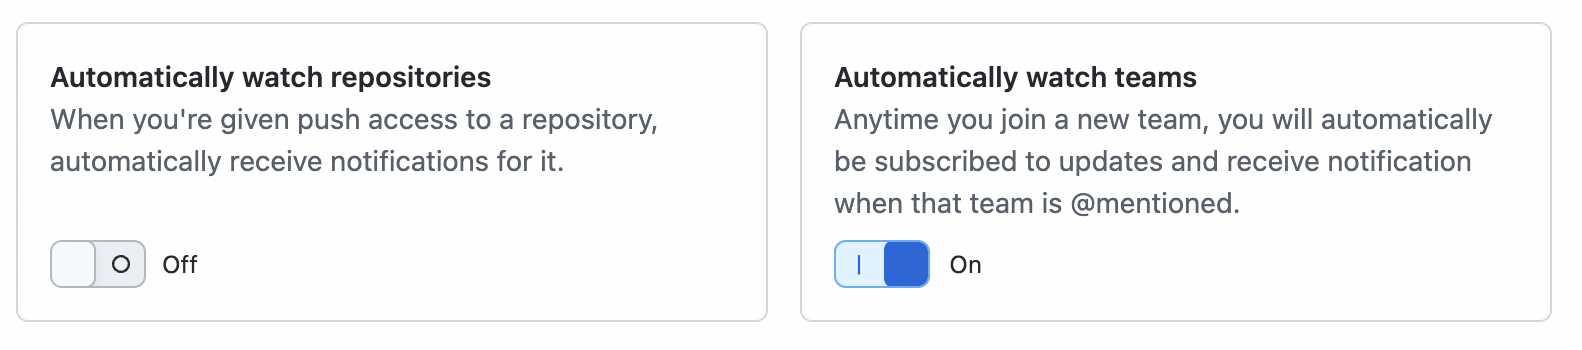 Automatically watch repositories
When you're given push access to a repository,
automatically receive notifications for it.
Off
Automatically watch teams
Anytime you join a new team, you will automatically
be subscribed to updates and receive notification
when that team is @mentioned.
On